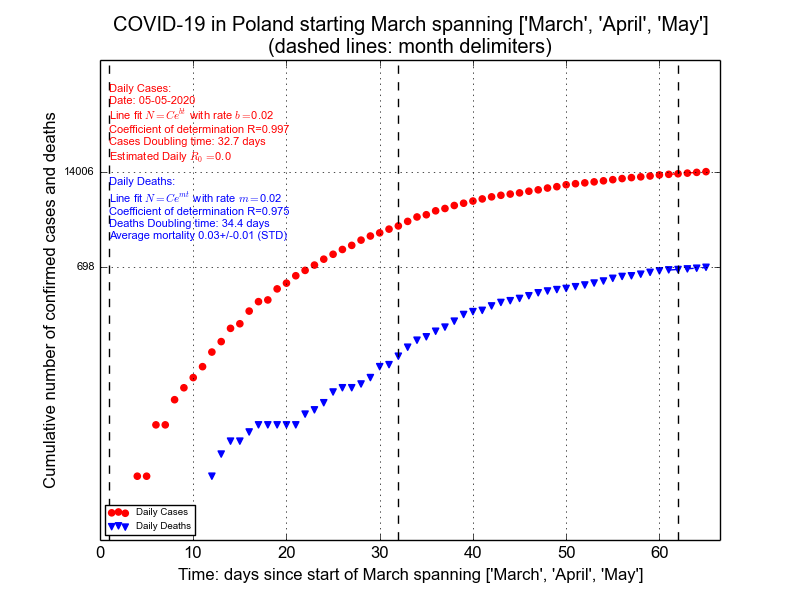 COVID-19 in Poland starting March spanning ['March', 'April', 'May']
(dashed lines: month delimiters)
Daily Cases:
Date: 05-05-2020
Line fit N = Ce^{bt} with rate b = 0.02
Coefficient of determination R=0.997
Cases Doubling time: 32.7 days
Estimated Daily R_0 = 0.0
Daily Deaths:
Line fit N = Ce^{mt} with rate m = 0.02
Coefficient of determination R=0.975
Deaths Doubling time: 34.4 days
Average mortality 0.03+/-0.01 (STD)
14006
698
Cumulative number of confirmed cases and deaths
Daily Cases
Daily Deaths
0 10 20 30 40 50 60
Time: days since start of March spanning ['March', 'April', 'May']